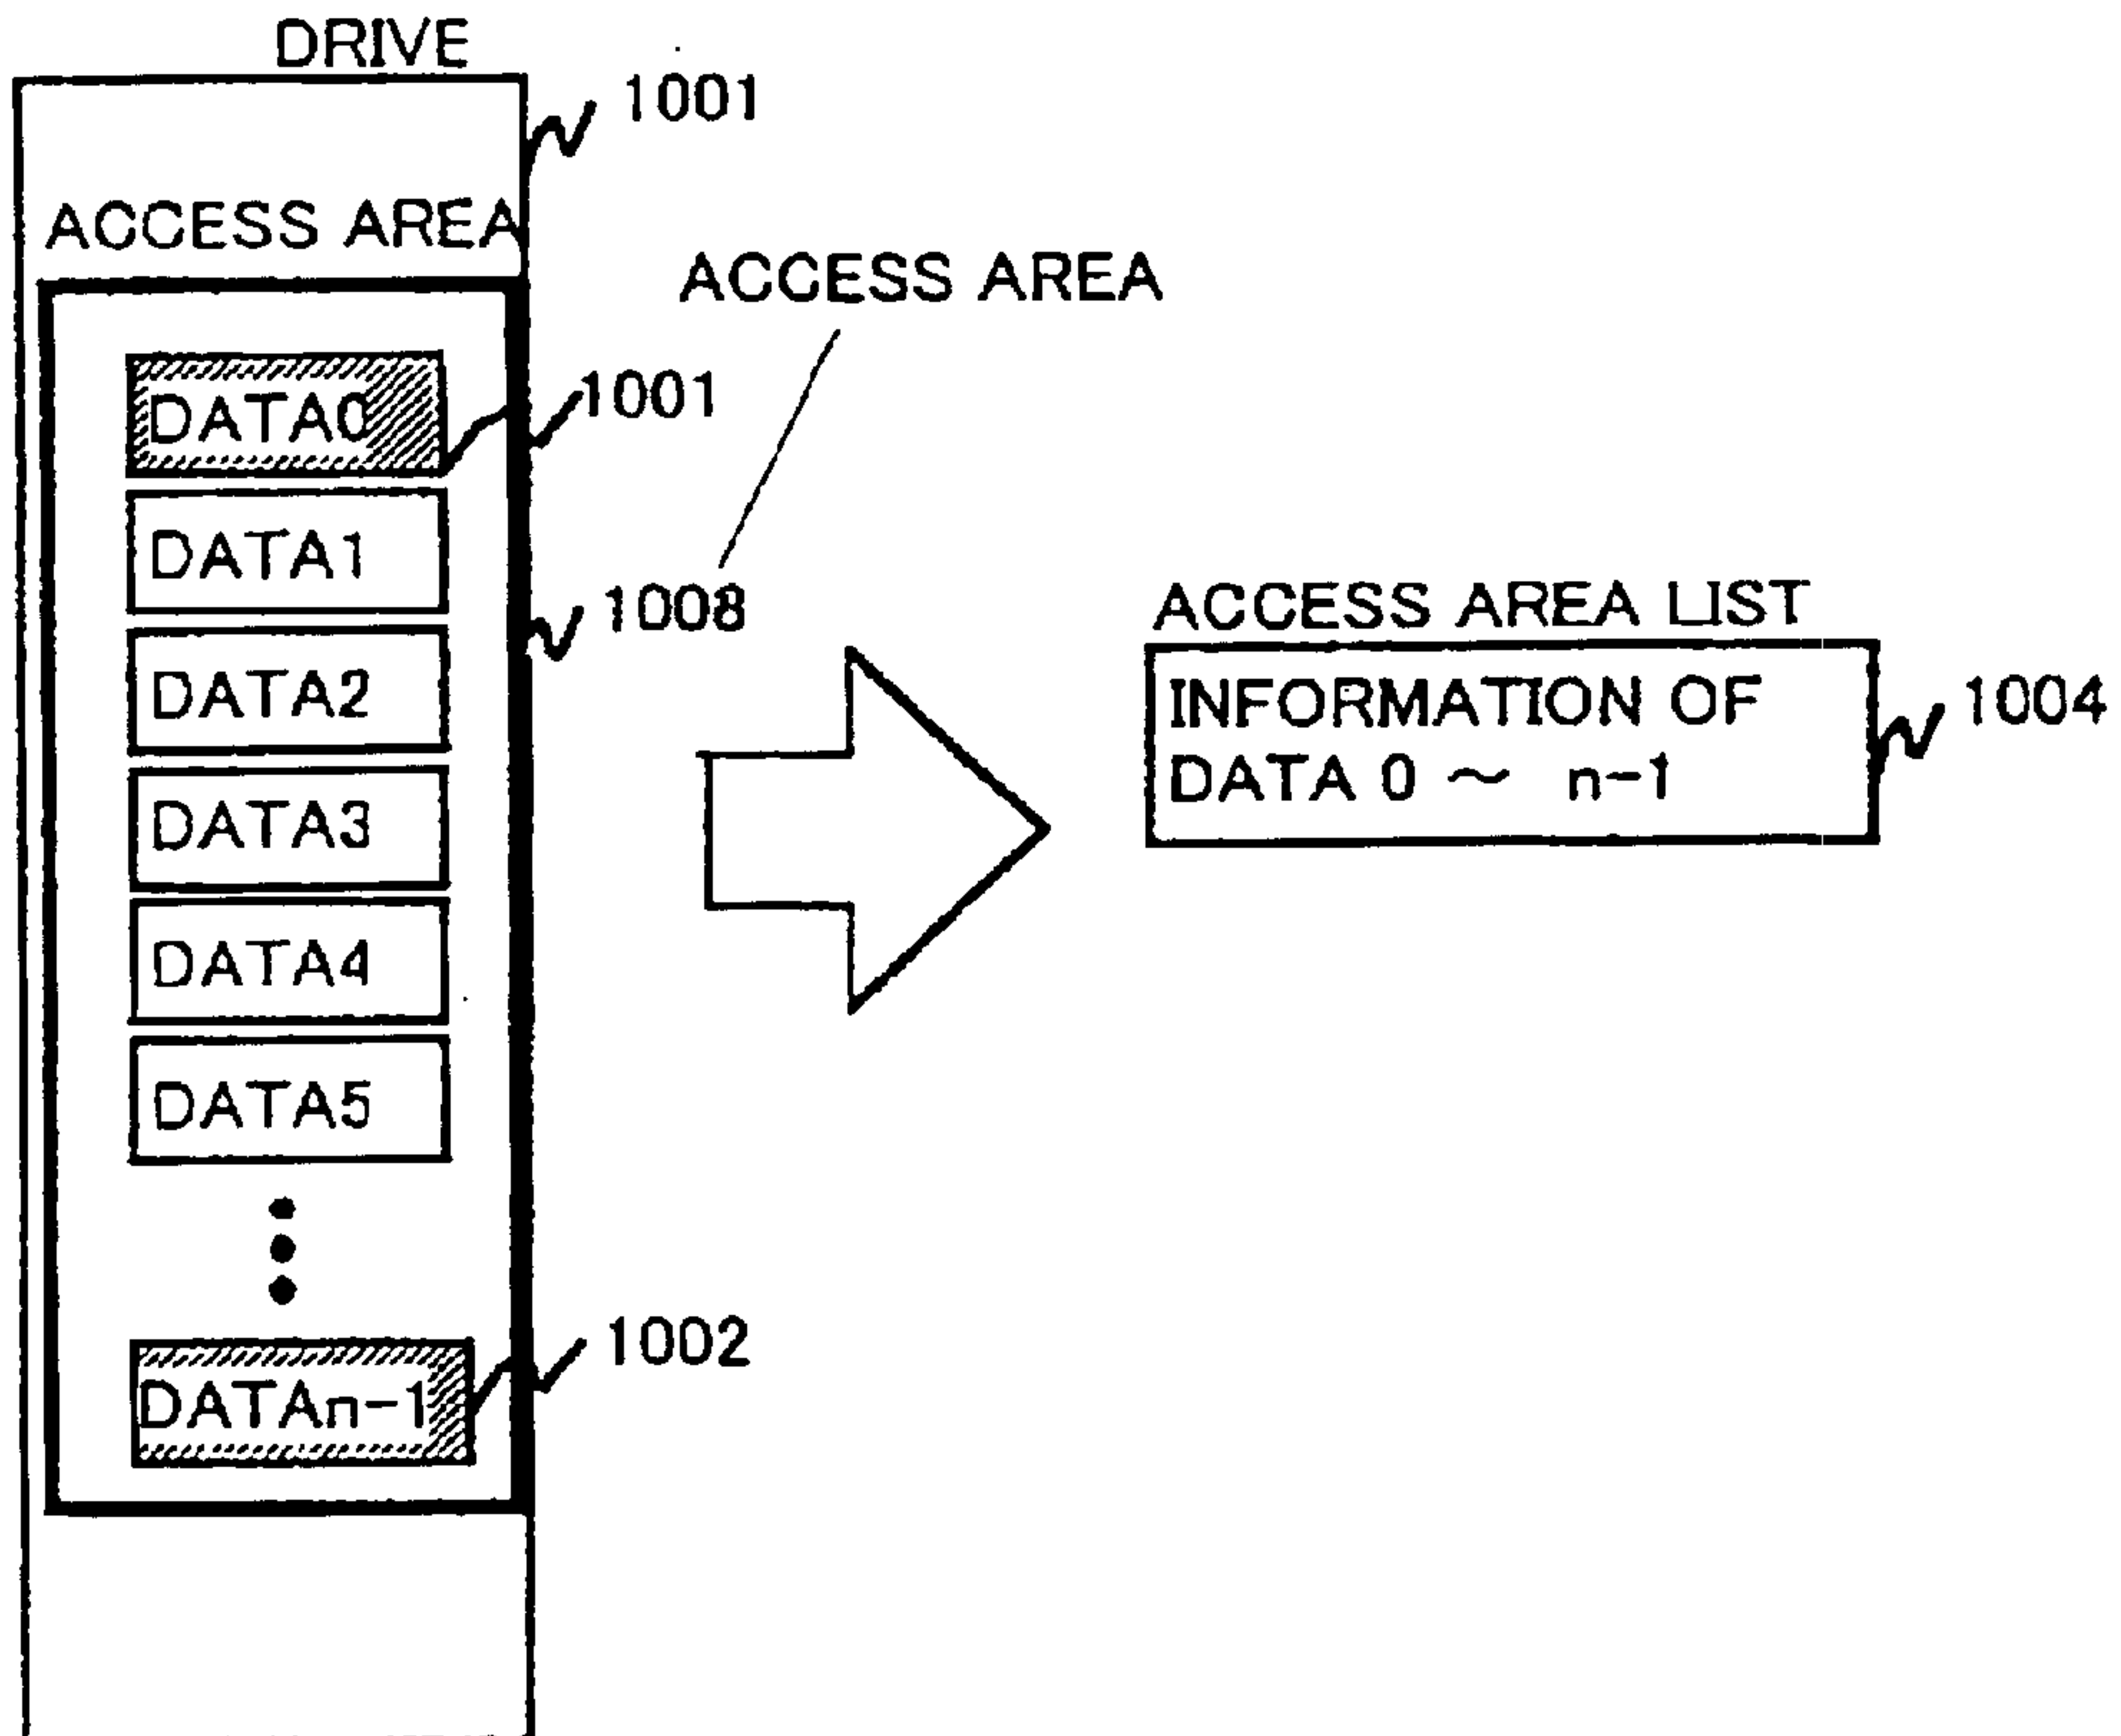 DRIVE
1001
ACCESS AREA
ACCESS AREA
DATA0
1001
DATA1
1008
DATA2
DATA3
DATA4
DATA5
DATAn-1
1002
ACCESS AREA LIST
INFORMATION OF
DATA 0 ~ n-1
1004